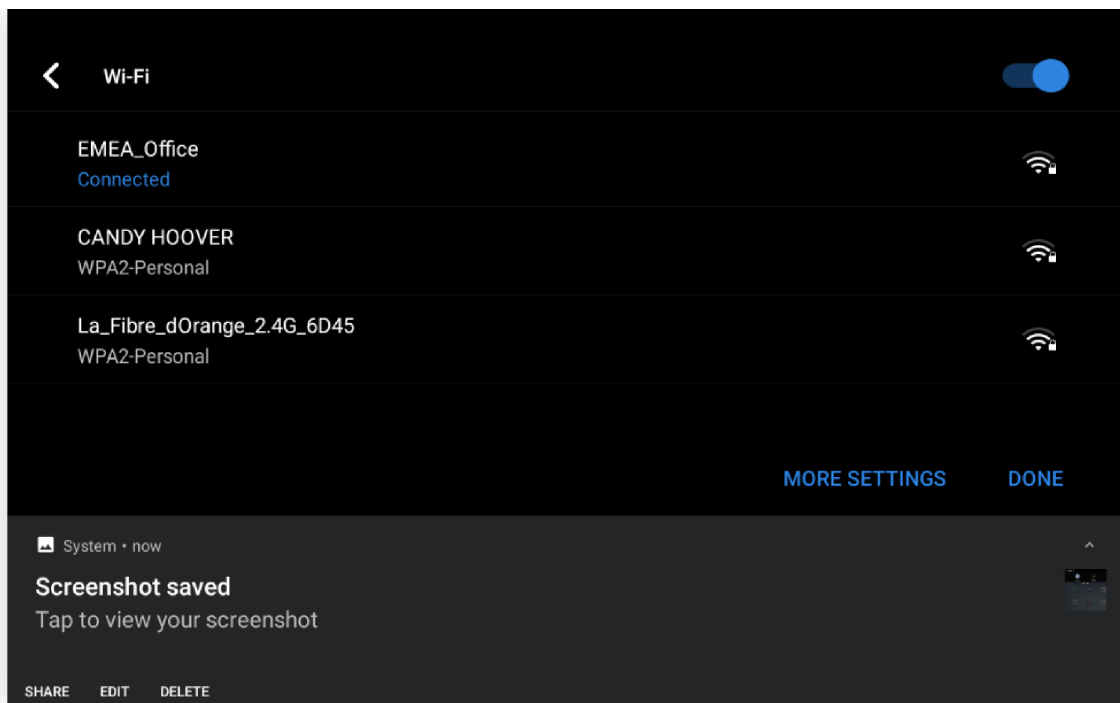 Wi-Fi
EMEA_Office
Connected
CANDY HOOVER
WPA2-Personal
La_Fibre_dOrange_2.4G_6D45
WPA2-Personal
MORE SETTINGS DONE
System • now
Screenshot saved
Tap to view your screenshot
SHARE EDIT DELETE